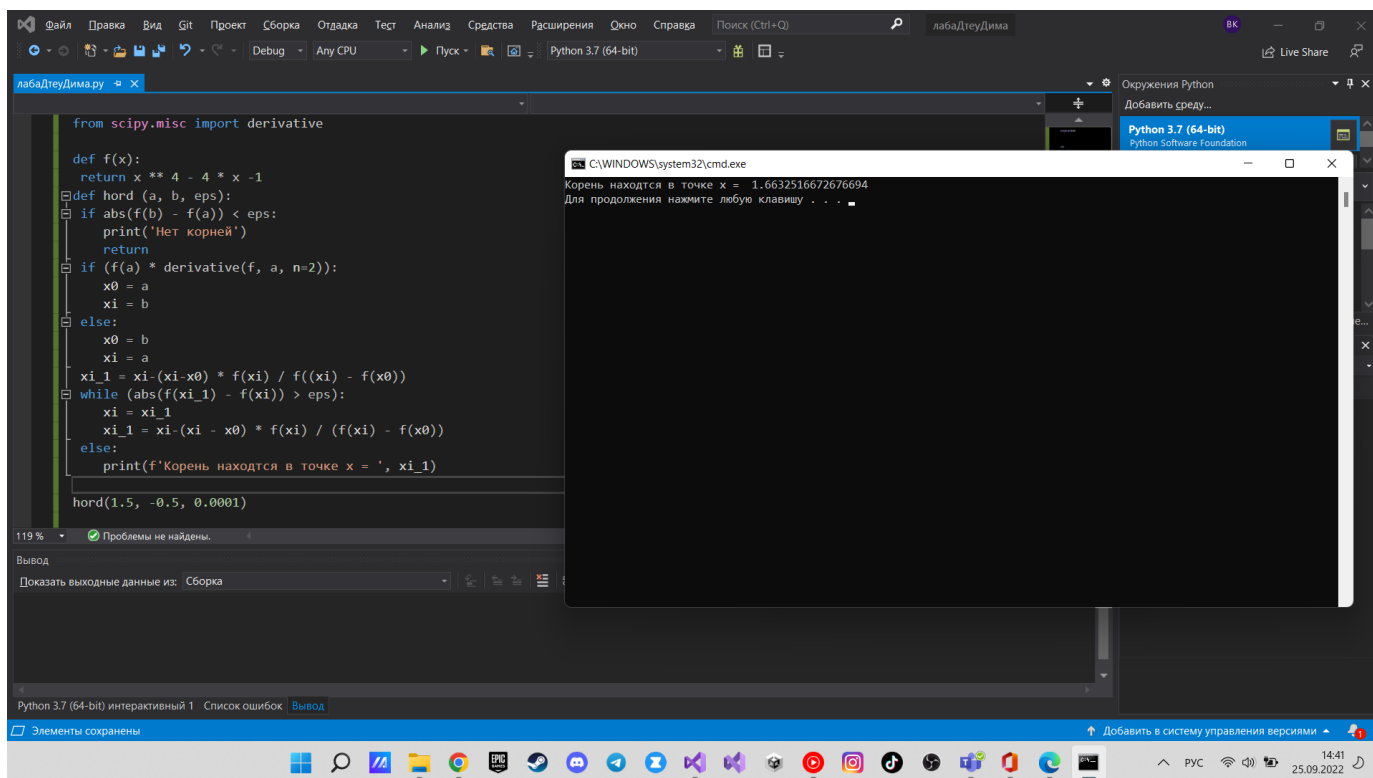 Файл Правка Вид Git Проект Сборка Отладка Тест Анализ Средства Расширения Окно Справка Поиск (Ctrl+Q) лабаДтеуДима ВК
Debug Any CPU Пуск Python 3.7 (64-bit) Live Share
лабаДтеуДима.py
Окружения Python
Добавить среду...
Python 3.7 (64-bit)
Python Software Foundation
from scipy.misc import derivative
def f(x):
return x ** 4 - 4 * x -1
def hord (a, b, eps):
if abs(f(b) - f(a)) < eps:
print('Нет корней')
return
if (f(a) * derivative(f, a, n=2)):
x0 = a
xi = b
else:
x0 = b
xi = a
xi_1 = xi-(xi-x0) * f(xi) / f((xi) - f(x0))
while (abs(f(xi_1) - f(xi)) > eps):
xi = xi_1
xi_1 = xi-(xi - x0) * f(xi) / (f(xi) - f(x0))
else:
print(f'Корень находтся в точке x = ', xi_1)
hord(1.5, -0.5, 0.0001)
C:\WINDOWS\system32\cmd.exe
Корень находтся в точке x =  1.6632516672676694
Для продолжения нажмите любую клавишу . . .
119 % Проблемы не найдены.
Вывод
Показать выходные данные из: Сборка
Python 3.7 (64-bit) интерактивный 1 Список ошибок Вывод
Элементы сохранены Добавить в систему управления версиями 1
EPIC GAMES
РУС 14:41
25.09.2022